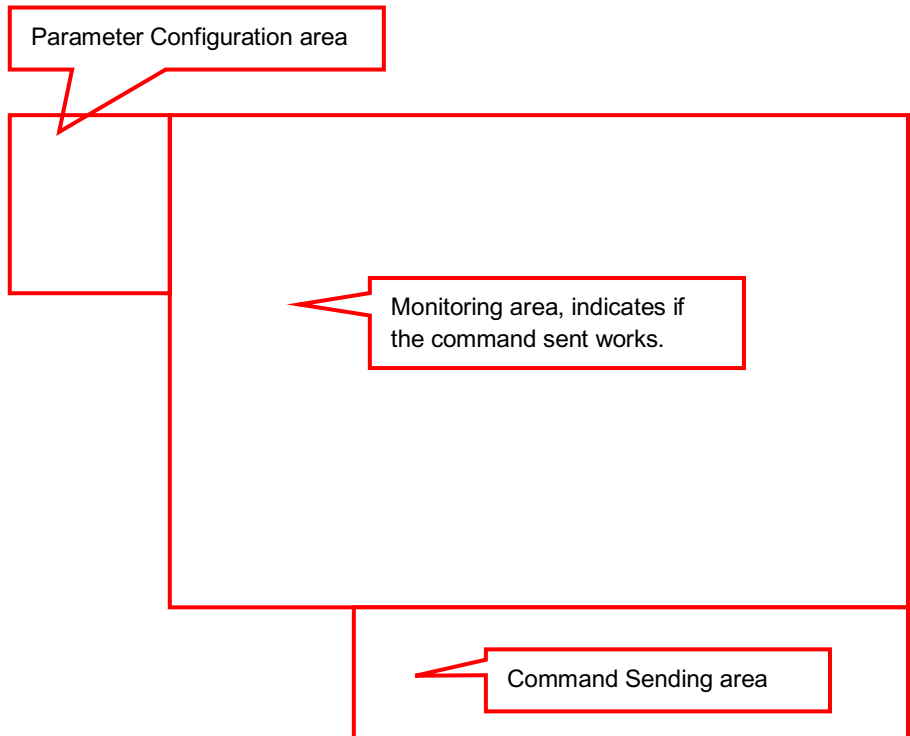 Parameter Configuration area
Monitoring area, indicates if
the command sent works.
Command Sending area